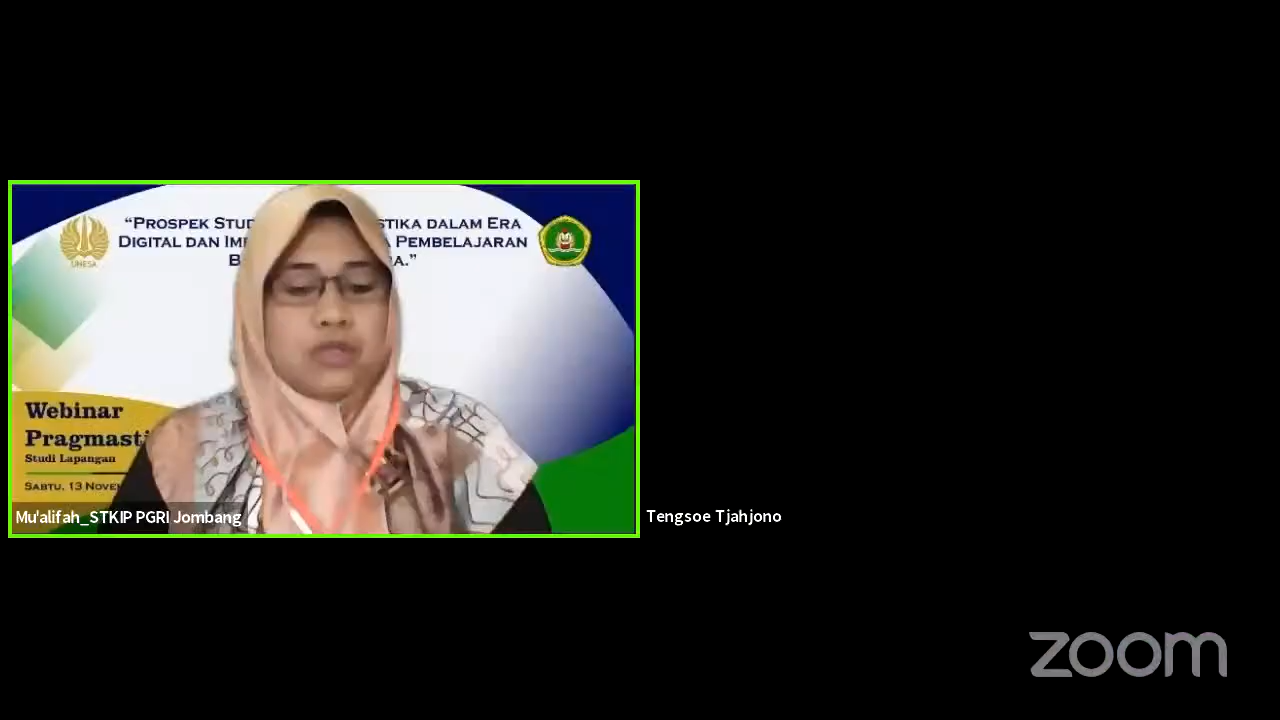 “PROSPEK STUD STIKA DALAM ERA
DIGITAL DAN IM A PEMBELAJARAN
B A.”
UNESA
Webinar
Pragmasti
Studi Lapangan
SABTU, 13 NOVE
Mu'alifah_STKIP PGRI Jombang
Tengsoe Tjahjono
zoom